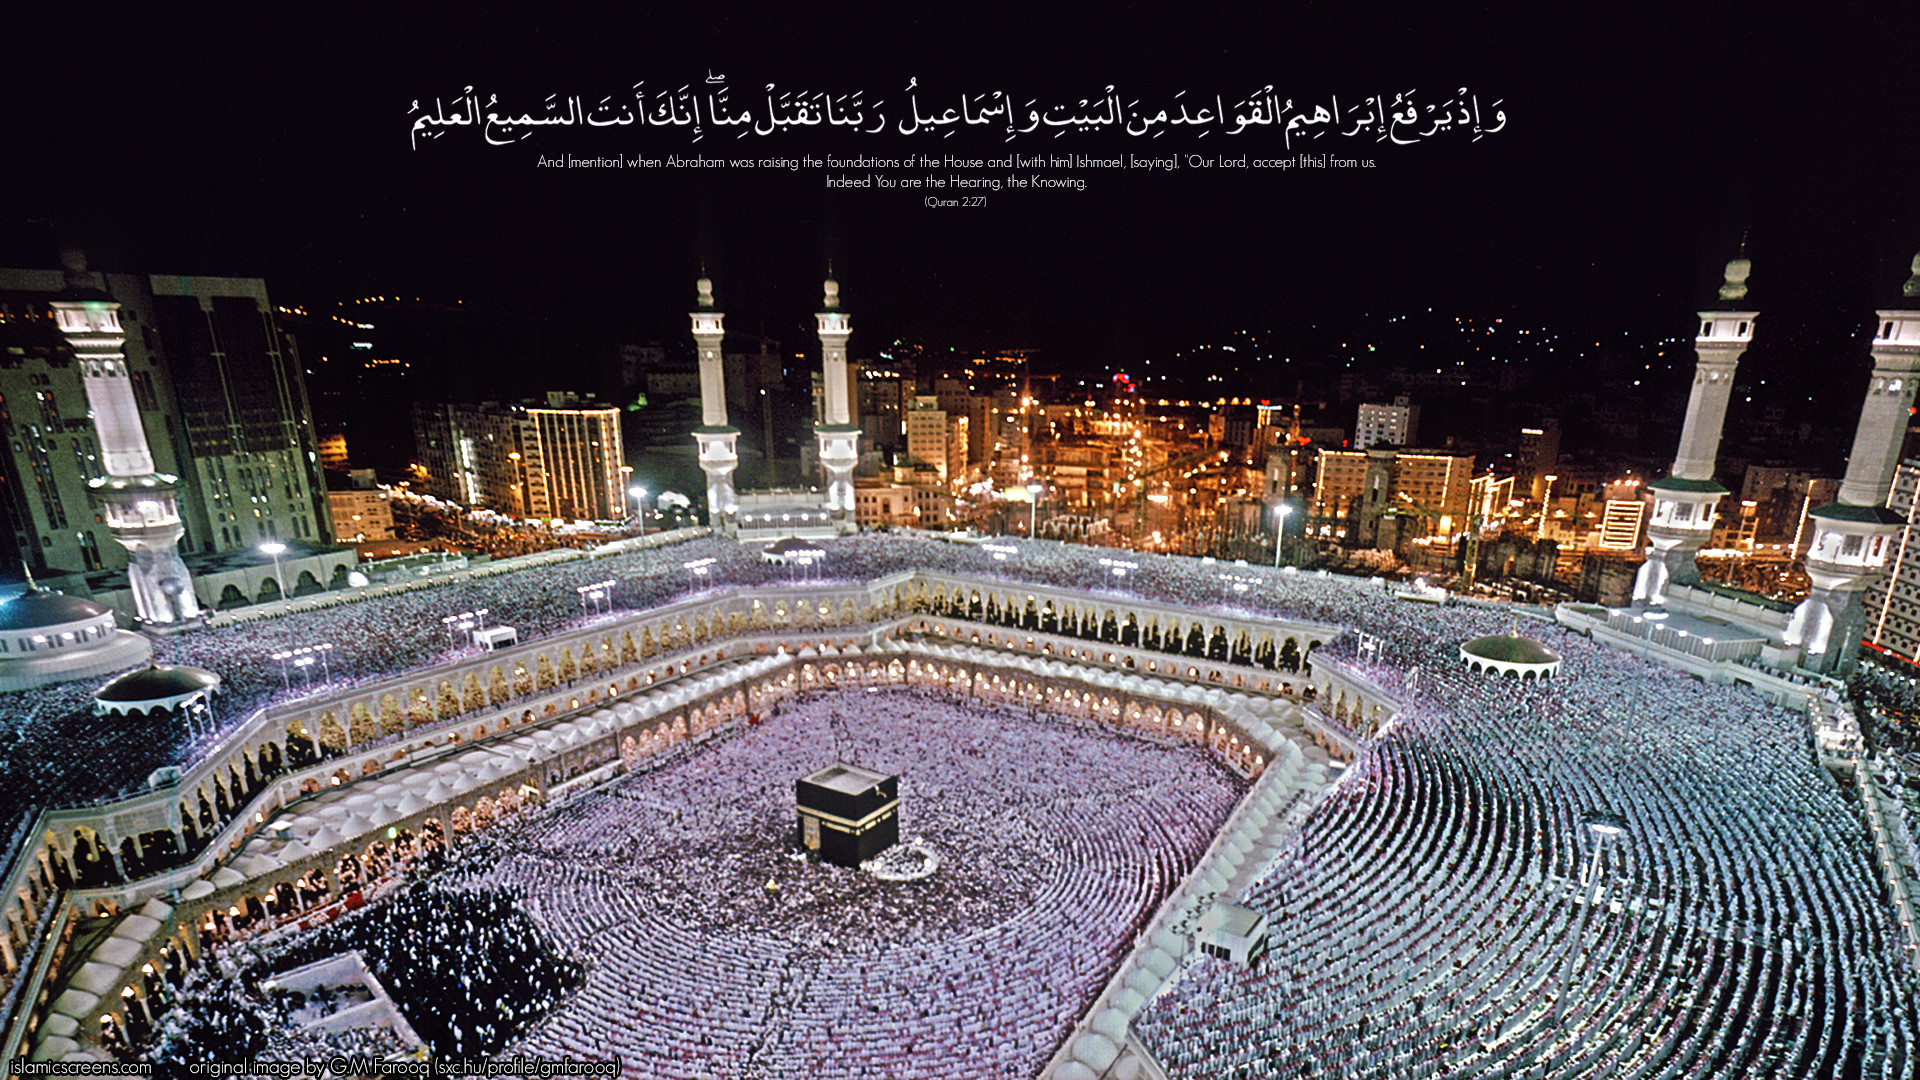 وَإِذْ يَرْفَعُ إِبْرَاهِيمُ الْقَوَاعِدَ مِنَ الْبَيْتِ وَإِسْمَاعِيلُ رَبَّنَا تَقَبَّلْ مِنَّا ۖ إِنَّكَ أَنتَ السَّمِيعُ الْعَلِيمُ
And [mention] when Abraham was raising the foundations of the House and [with him] Ishmael, [saying], "Our Lord, accept [this] from us.
Indeed You are the Hearing, the Knowing.
(Quran 2:27)
islamicscreens.com original image by G.M Farooq (sxc.hu/profile/gmfarooq)